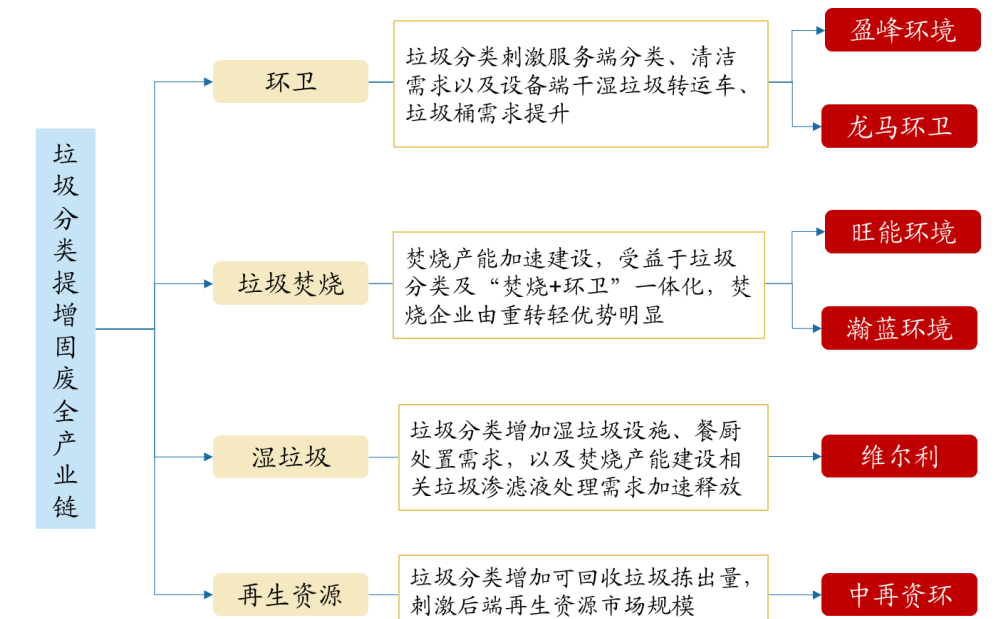 垃圾分类提增固废全产业链
环卫
垃圾分类刺激服务端分类、清洁
需求以及设备端干湿垃圾转运车、
垃圾桶需求提升
盈峰环境
龙马环卫
垃圾焚烧
焚烧产能加速建设，受益于垃圾
分类及“焚烧+环卫”一体化，焚
烧企业由重转轻优势明显
旺能环境
瀚蓝环境
湿垃圾
垃圾分类增加湿垃圾设施、餐厨
处置需求，以及焚烧产能建设相
关垃圾渗滤液处理需求加速释放
维尔利
再生资源
垃圾分类增加可回收垃圾拣出量，
刺激后端再生资源市场规模
中再资环